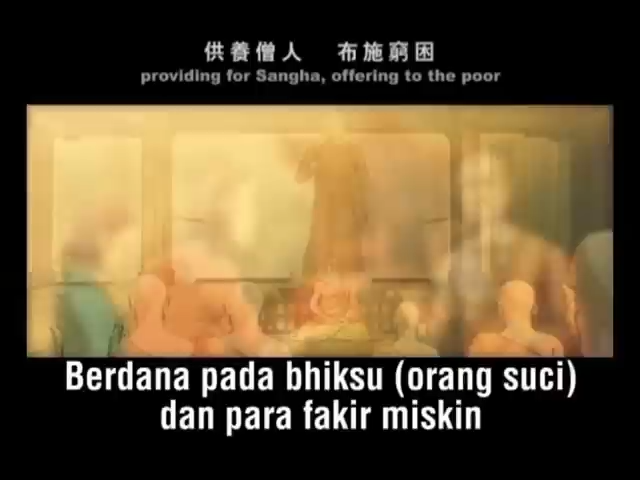 供養僧人 布施窮困
providing for Sangha, offering to the poor
Berdana pada bhiksu (orang suci)
dan para fakir miskin